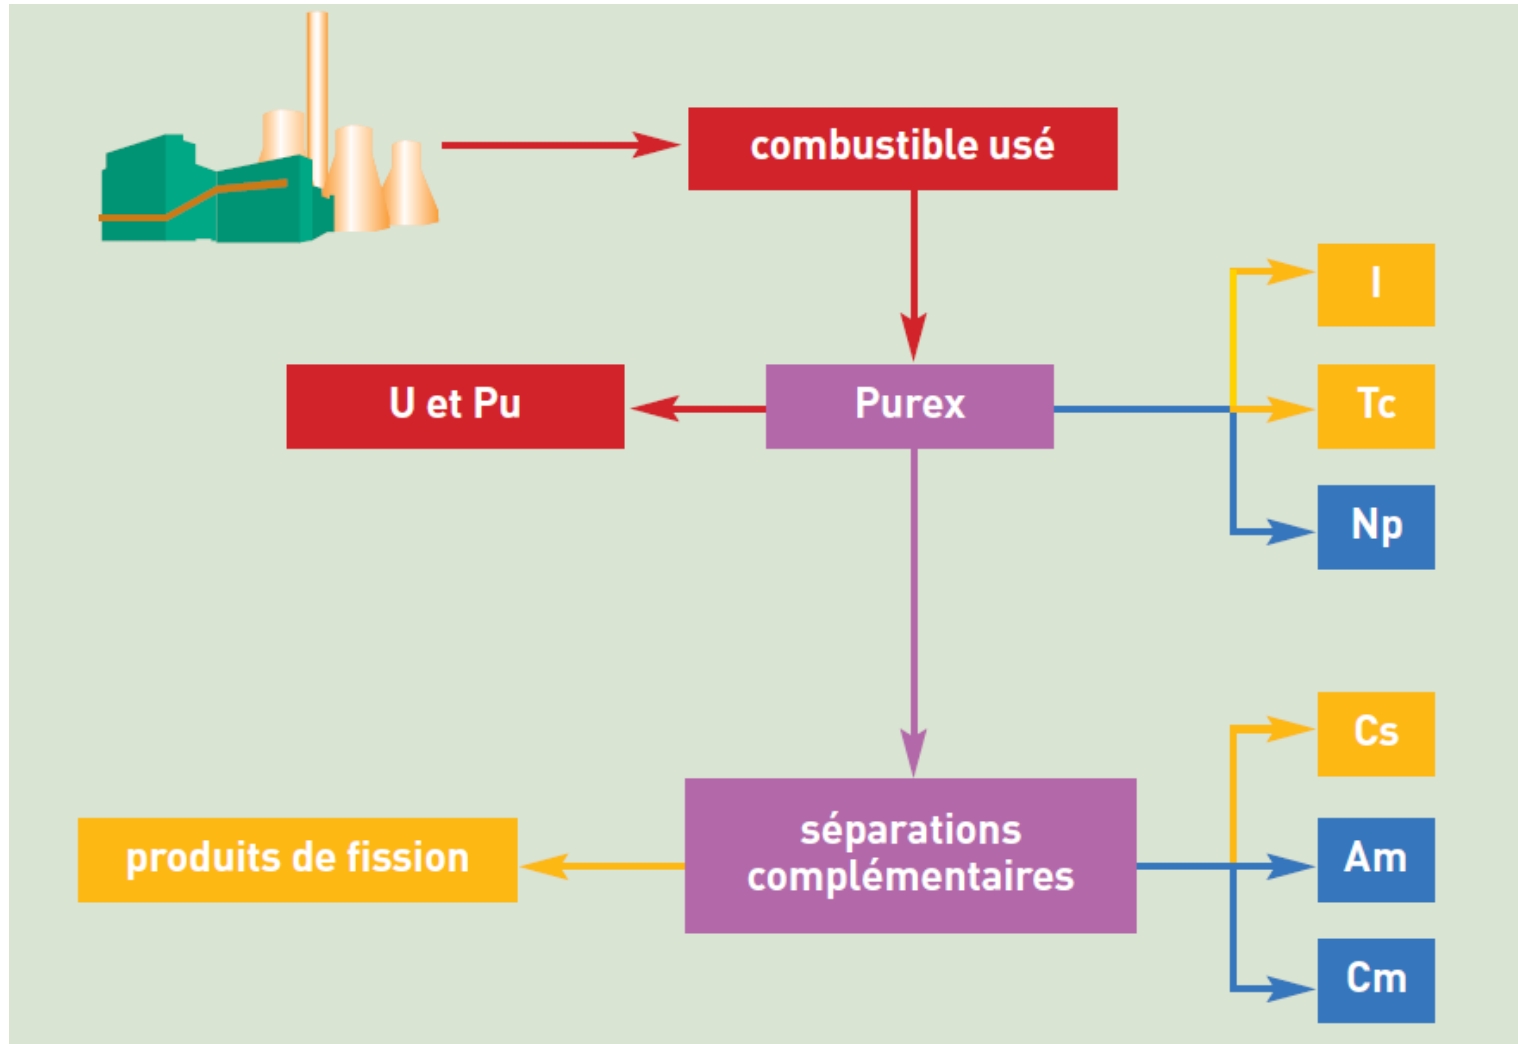 combustible usé
I
U et Pu
Purex
Tc
Np
Cs
produits de fission
séparations
complémentaires
Am
Cm